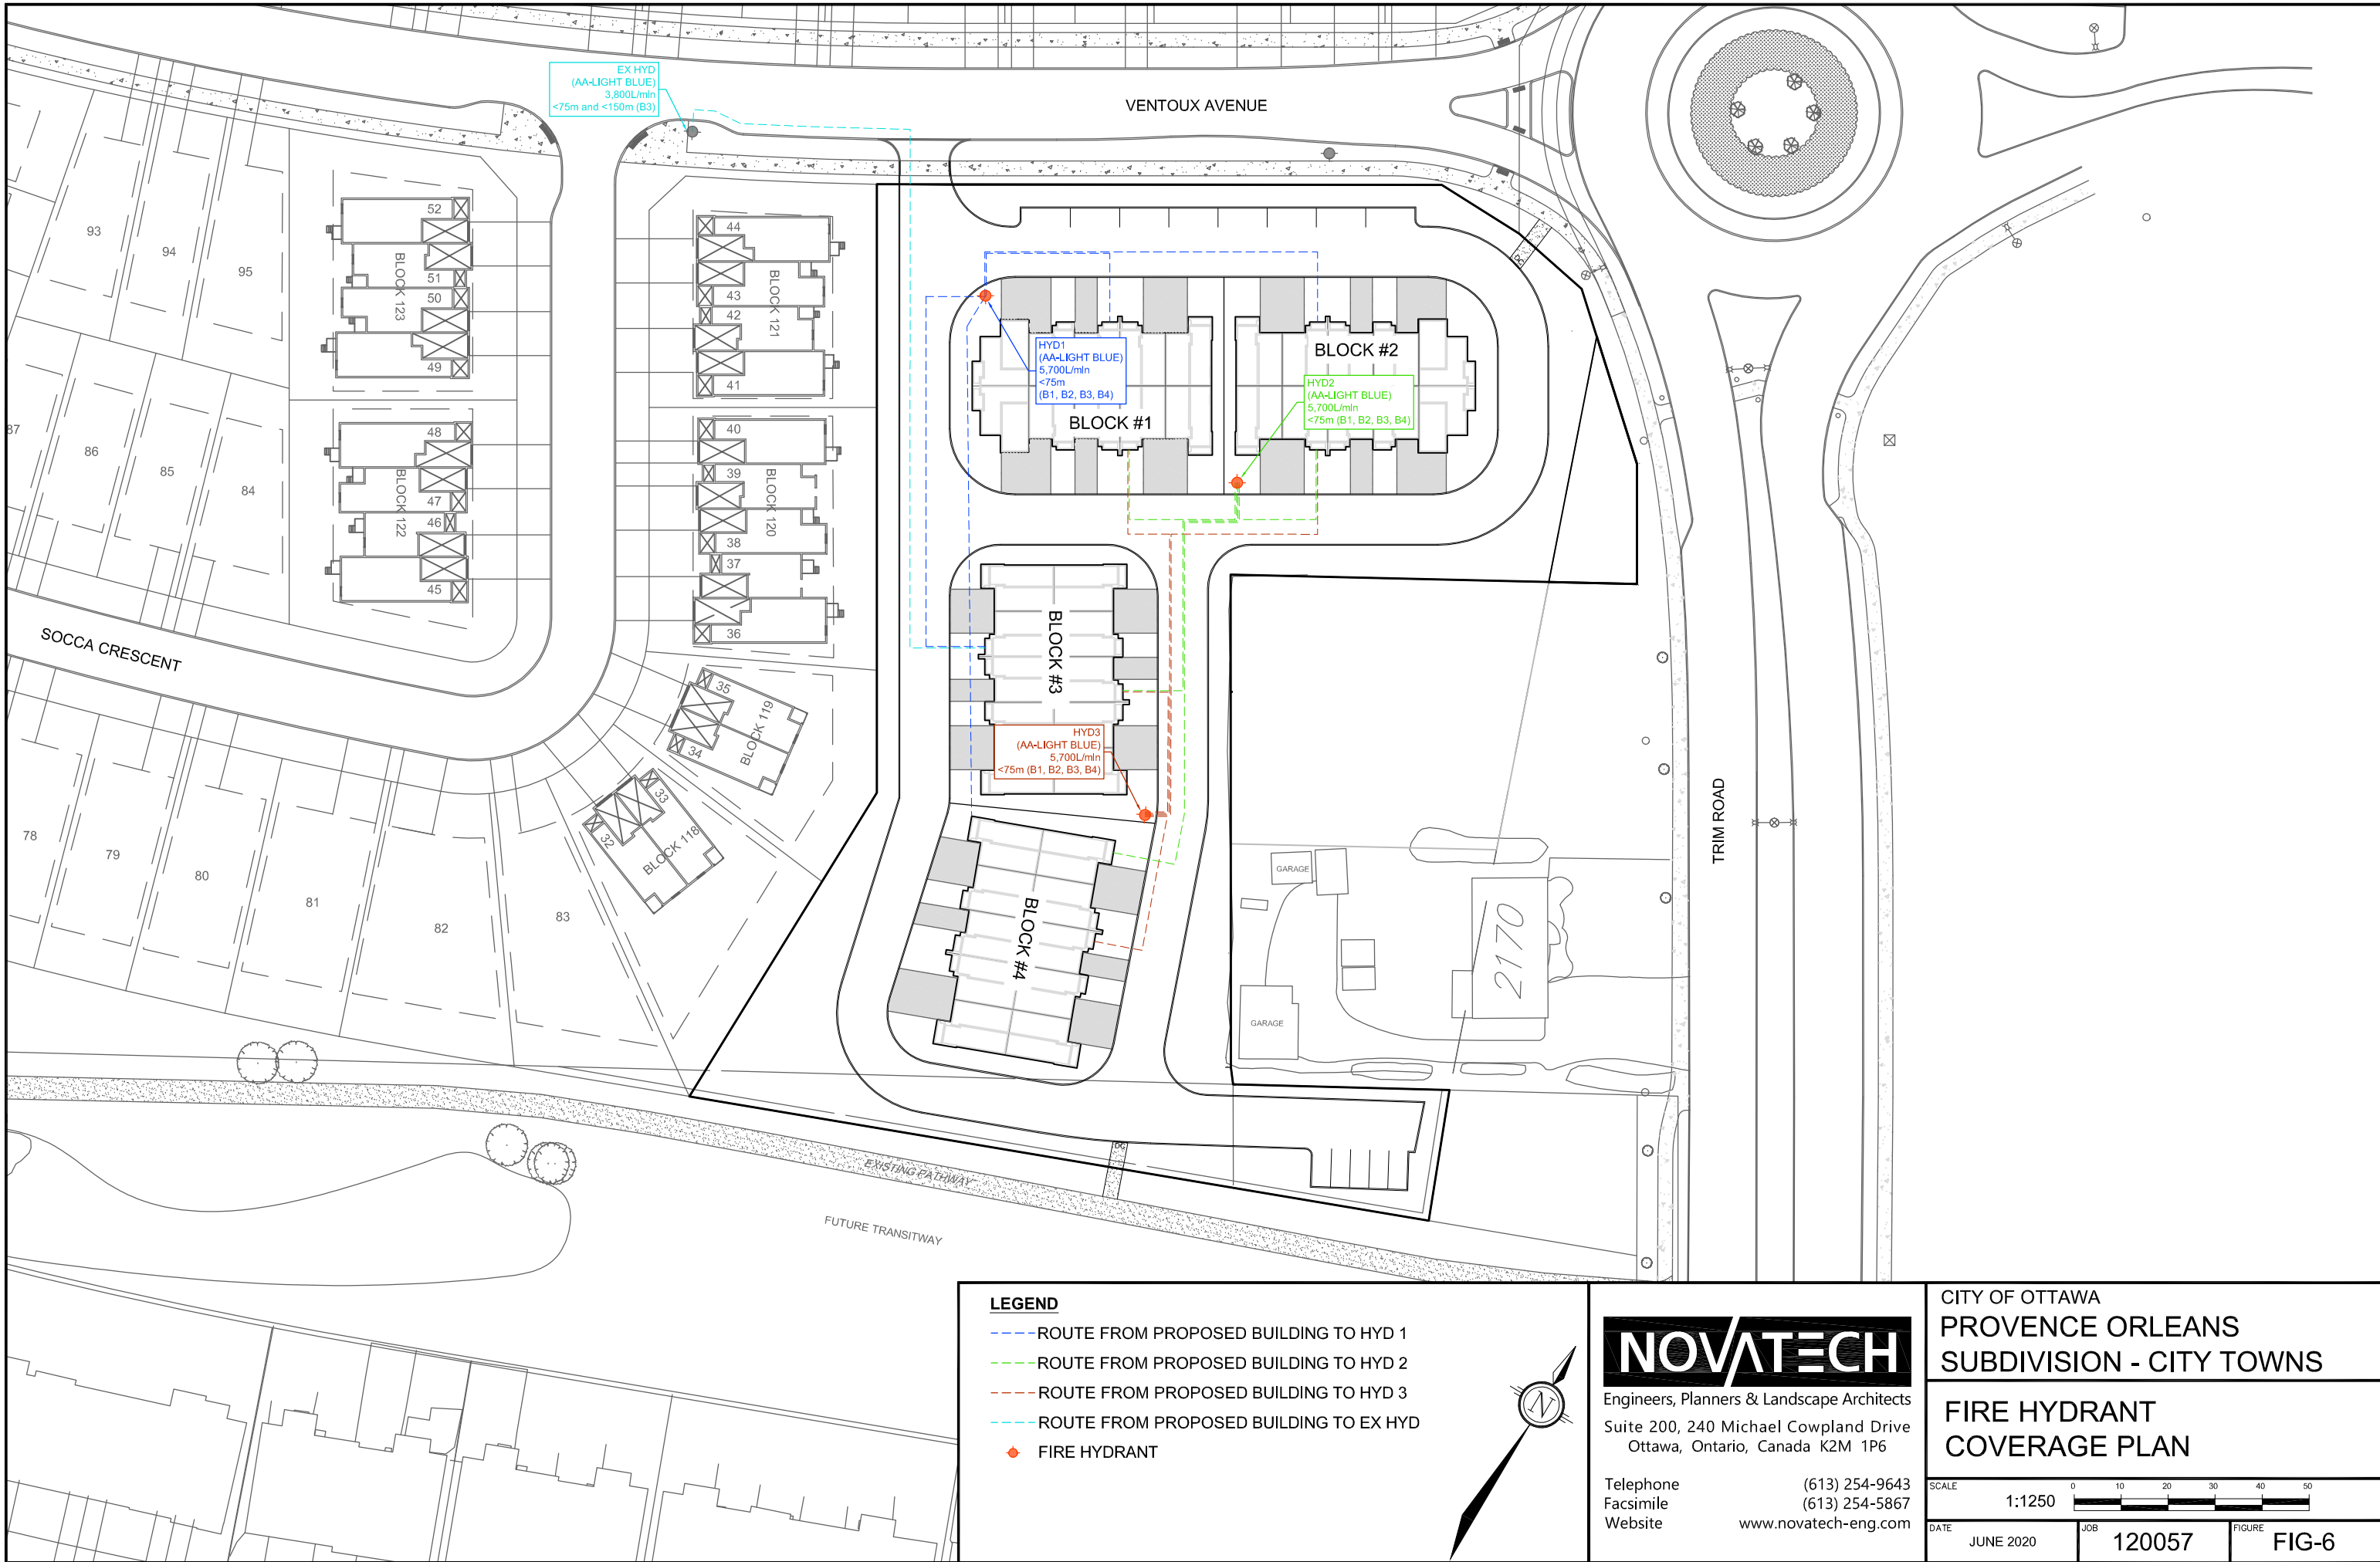 EX HYD
(AA-LIGHT BLUE)
3,800L/min
<75m and <150m (B3)
VENTOUX AVENUE
93
94
95
52
51
50
49
BLOCK 123
44
43
42
41
BLOCK 121
87
86
85
84
48
47
46
45
BLOCK 122
40
39
38
37
36
BLOCK 120
HYD1
(AA-LIGHT BLUE)
5,700L/min
<75m
(B1, B2, B3, B4)
BLOCK #1
BLOCK #2
HYD2
(AA-LIGHT BLUE)
5,700L/min
<75m (B1, B2, B3, B4)
SOCCA CRESCENT
35
34
BLOCK 119
33
32
BLOCK 118
BLOCK #3
HYD3
(AA-LIGHT BLUE)
5,700L/min
<75m (B1, B2, B3, B4)
BLOCK #4
78
79
80
81
82
83
GARAGE
GARAGE
2170
TRIM ROAD
EXISTING PATHWAY
FUTURE TRANSITWAY
LEGEND
ROUTE FROM PROPOSED BUILDING TO HYD 1
ROUTE FROM PROPOSED BUILDING TO HYD 2
ROUTE FROM PROPOSED BUILDING TO HYD 3
ROUTE FROM PROPOSED BUILDING TO EX HYD
FIRE HYDRANT
N
NOVATECH
Engineers, Planners & Landscape Architects
Suite 200, 240 Michael Cowpland Drive
Ottawa, Ontario, Canada K2M 1P6
Telephone (613) 254-9643
Facsimile (613) 254-5867
Website www.novatech-eng.com
CITY OF OTTAWA
PROVENCE ORLEANS
SUBDIVISION - CITY TOWNS
FIRE HYDRANT
COVERAGE PLAN
SCALE
1:1250
0 10 20 30 40 50
DATE
JUNE 2020
JOB
120057
FIGURE
FIG-6